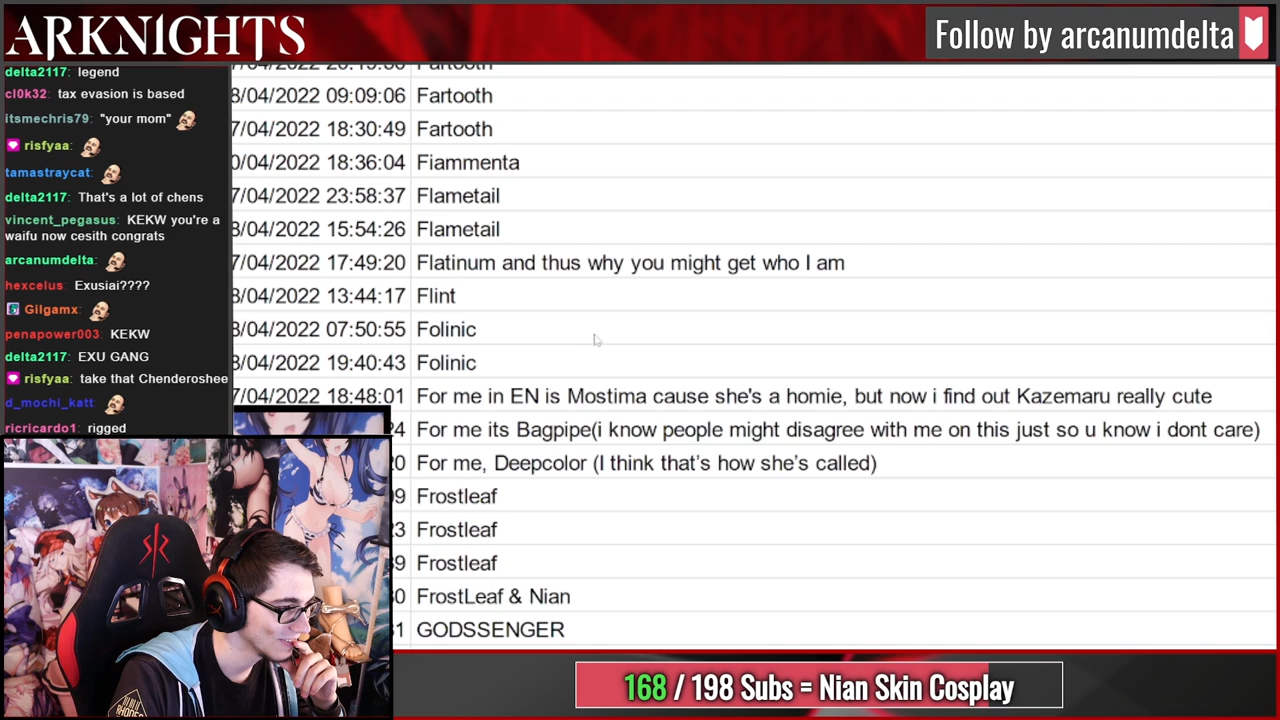 ARKNIGHTS
Follow by arcanumdelta
delta2117: legend
cl0k32: tax evasion is based
itsmechris79: "your mom"
risfyaa:
tamastraycat:
delta2117: That's a lot of chens
vincent_pegasus: KEKW you're a
waifu now cesith congrats
arcanumdelta:
hexcelus: Exusiai????
Gilgamx:
penapower003: KEKW
delta2117: EXU GANG
risfyaa: take that Chenderoshee
d_mochi_katt:
ricricardo1: rigged
Fartooth
8/04/2022 09:09:06 Fartooth
7/04/2022 18:30:49 Fartooth
0/04/2022 18:36:04 Fiammenta
7/04/2022 23:58:37 Flametail
8/04/2022 15:54:26 Flametail
7/04/2022 17:49:20 Flatinum and thus why you might get who I am
8/04/2022 13:44:17 Flint
8/04/2022 07:50:55 Folinic
8/04/2022 19:40:43 Folinic
7/04/2022 18:48:01 For me in EN is Mostima cause she's a homie, but now i find out Kazemaru really cute
24 For me its Bagpipe(i know people might disagree with me on this just so u know i dont care)
20 For me, Deepcolor (I think that's how she's called)
09 Frostleaf
23 Frostleaf
39 Frostleaf
30 FrostLeaf & Nian
31 GODSSENGER
168 / 198 Subs = Nian Skin Cosplay